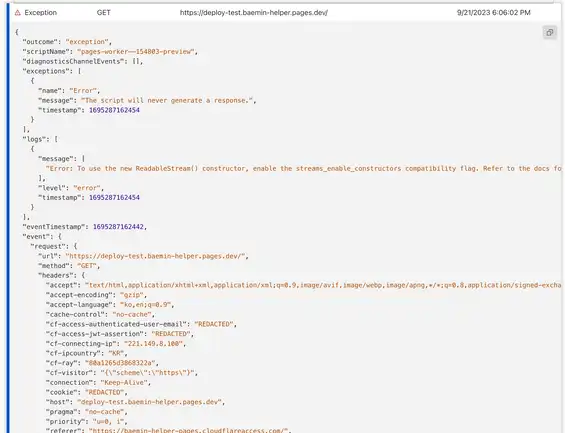 Exception GET https://deploy-test.baemin-helper.pages.dev/ 9/21/2023 6:06:02 PM
{
"outcome": "exception",
"scriptName": "pages-worker--154803-preview",
"diagnosticsChannelEvents": [],
"exceptions": [
{
"name": "Error",
"message": "The script will never generate a response.",
"timestamp": 1695287162454
}
],
"logs": [
{
"message": [
"Error: To use the new ReadableStream() constructor, enable the streams_enable_constructors compatibility flag. Refer to the docs fo
],
"level": "error",
"timestamp": 1695287162454
}
],
"eventTimestamp": 1695287162442,
"event": {
"request": {
"url": "https://deploy-test.baemin-helper.pages.dev/",
"method": "GET",
"headers": {
"accept": "text/html,application/xhtml+xml,application/xml;q=0.9,image/avif,image/webp,image/apng,*/*;q=0.8,application/signed-excha
"accept-encoding": "gzip",
"accept-language": "ko,en;q=0.9",
"cache-control": "no-cache",
"cf-access-authenticated-user-email": "REDACTED",
"cf-access-jwt-assertion": "REDACTED",
"cf-connecting-ip": "221.149.8.108",
"cf-ipcountry": "KR",
"cf-ray": "80a1265d3868322a",
"cf-visitor": "{\"scheme\":\"https\"}",
"connection": "Keep-Alive",
"cookie": "REDACTED",
"host": "deploy-test.baemin-helper.pages.dev",
"pragma": "no-cache",
"priority": "u=0, i",
"referer": "https://baemin-helper-pages.cloudflareaccess.com/",